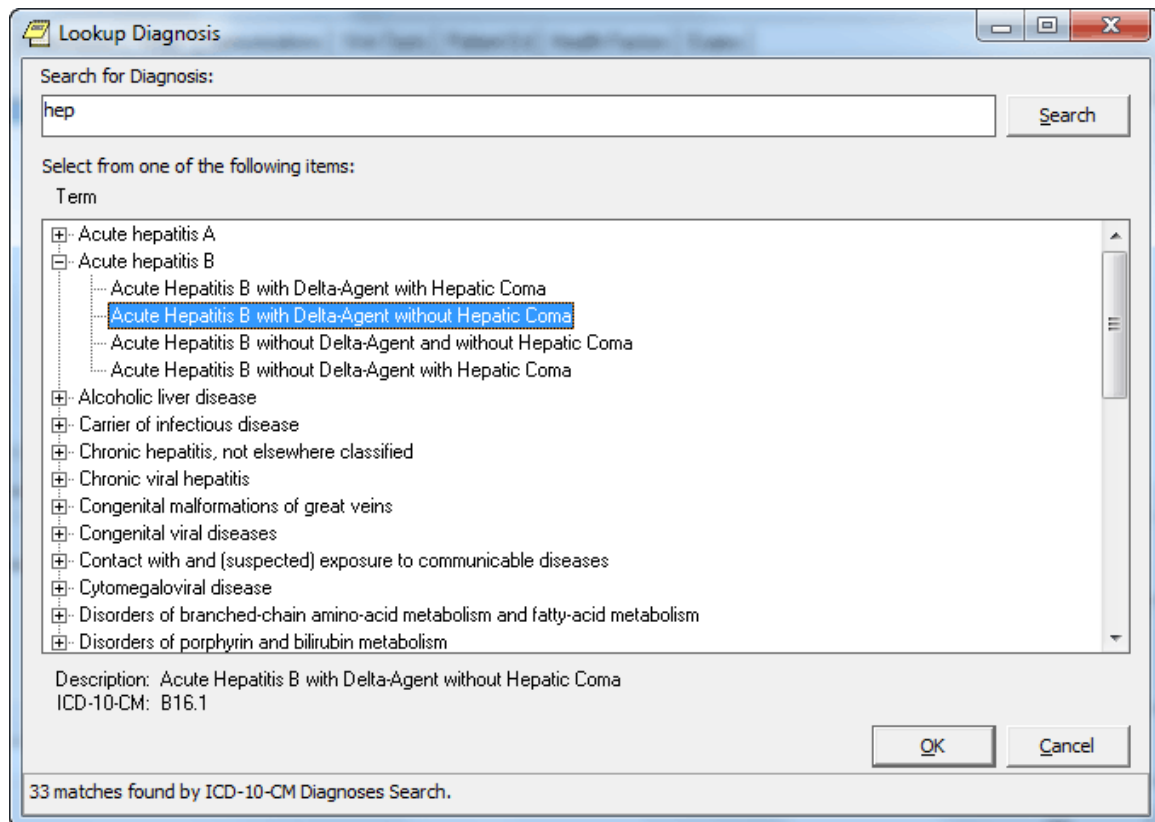 Lookup Diagnosis
Search for Diagnosis:
hep
Search
Select from one of the following items:
Term
Acute hepatitis A
Acute hepatitis B
Acute Hepatitis B with Delta-Agent with Hepatic Coma
Acute Hepatitis B with Delta-Agent without Hepatic Coma
Acute Hepatitis B without Delta-Agent and without Hepatic Coma
Acute Hepatitis B without Delta-Agent with Hepatic Coma
Alcoholic liver disease
Carrier of infectious disease
Chronic hepatitis, not elsewhere classified
Chronic viral hepatitis
Congenital malformations of great veins
Congenital viral diseases
Contact with and (suspected) exposure to communicable diseases
Cytomegaloviral disease
Disorders of branched-chain amino-acid metabolism and fatty-acid metabolism
Disorders of porphyrin and bilirubin metabolism
Description: Acute Hepatitis B with Delta-Agent without Hepatic Coma
ICD-10-CM: B16.1
OK Cancel
33 matches found by ICD-10-CM Diagnoses Search.